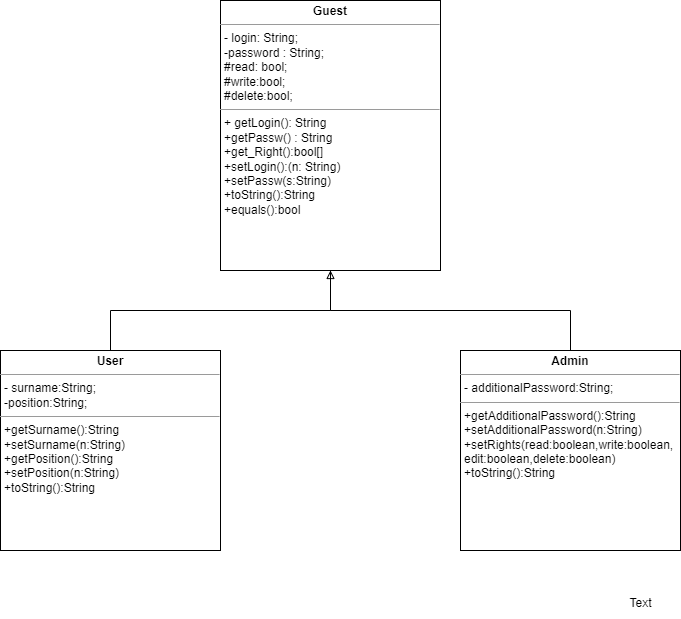 Guest
- login: String;
-password : String;
#read: bool;
#write:bool;
#delete:bool;
+ getLogin(): String
+getPassw() : String
+get_Right():bool[]
+setLogin():(n: String)
+setPassw(s:String)
+toString():String
+equals():bool
User
- surname:String;
-position:String;
+getSurname():String
+setSurname(n:String)
+getPosition():String
+setPosition(n:String)
+toString():String
Admin
- additionalPassword:String;
+getAdditionalPassword():String
+setAdditionalPassword(n:String)
+setRights(read:boolean,write:boolean,
edit:boolean,delete:boolean)
+toString():String
Text